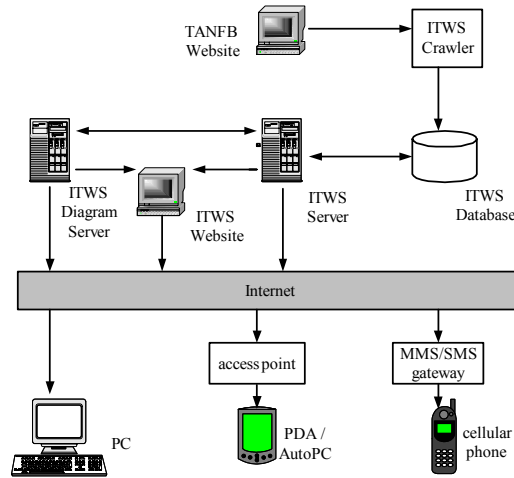 TANFB
Website
ITWS
Crawler
ITWS
Diagram
Server
ITWS
Website
ITWS
Server
ITWS
Database
Internet
access point
MMS/SMS
gateway
PC
PDA /
AutoPC
cellular
phone